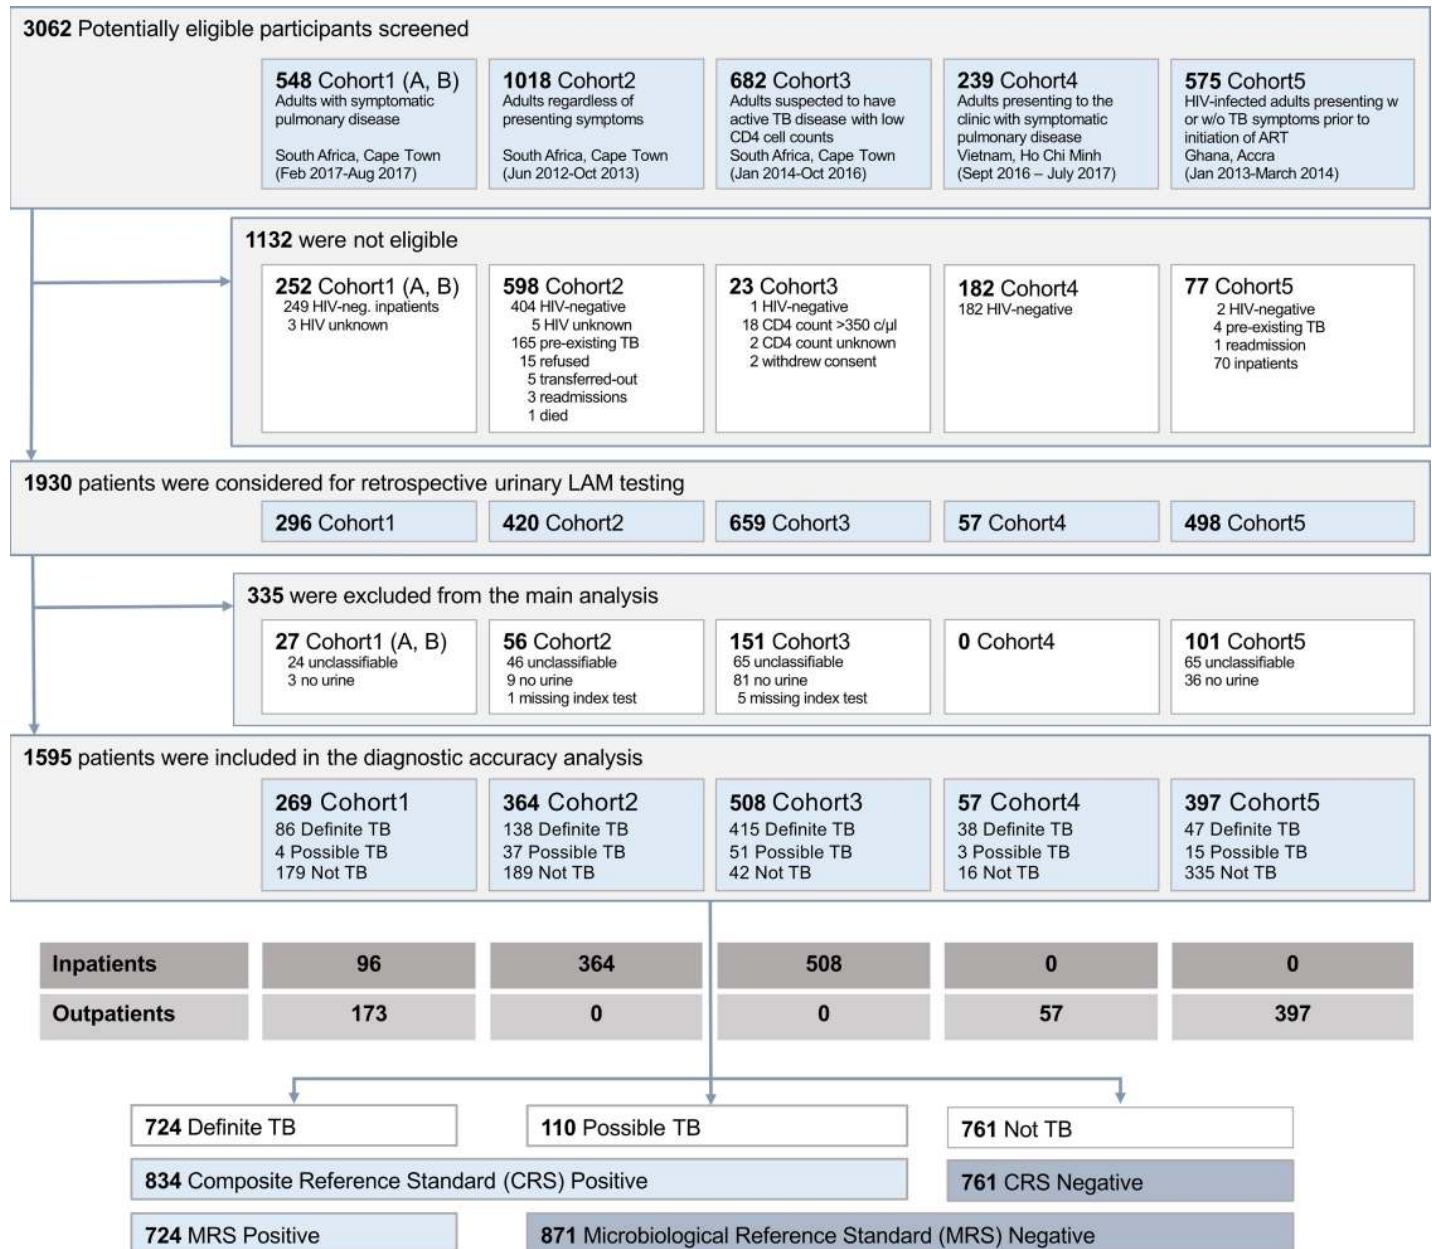 3062 Potentially eligible participants screened
548 Cohort1 (A, B)
Adults with symptomatic
pulmonary disease
South Africa, Cape Town
(Feb 2017-Aug 2017)
1018 Cohort2
Adults regardless of
presenting symptoms
South Africa, Cape Town
(Jun 2012-Oct 2013)
682 Cohort3
Adults suspected to have
active TB disease with low
CD4 cell counts
South Africa, Cape Town
(Jan 2014-Oct 2016)
239 Cohort4
Adults presenting to the
clinic with symptomatic
pulmonary disease
Vietnam, Ho Chi Minh
(Sept 2016 – July 2017)
575 Cohort5
HIV-infected adults presenting w
or w/o TB symptoms prior to
initiation of ART
Ghana, Accra
(Jan 2013-March 2014)
1132 were not eligible
252 Cohort1 (A, B)
249 HIV-neg. inpatients
3 HIV unknown
598 Cohort2
404 HIV-negative
5 HIV unknown
165 pre-existing TB
15 refused
5 transferred-out
3 readmissions
1 died
23 Cohort3
1 HIV-negative
18 CD4 count >350 c/µl
2 CD4 count unknown
2 withdrew consent
182 Cohort4
182 HIV-negative
77 Cohort5
2 HIV-negative
4 pre-existing TB
1 readmission
70 inpatients
1930 patients were considered for retrospective urinary LAM testing
296 Cohort1
420 Cohort2
659 Cohort3
57 Cohort4
498 Cohort5
335 were excluded from the main analysis
27 Cohort1 (A, B)
24 unclassifiable
3 no urine
56 Cohort2
46 unclassifiable
9 no urine
1 missing index test
151 Cohort3
65 unclassifiable
81 no urine
5 missing index test
0 Cohort4
101 Cohort5
65 unclassifiable
36 no urine
1595 patients were included in the diagnostic accuracy analysis
269 Cohort1
86 Definite TB
4 Possible TB
179 Not TB
364 Cohort2
138 Definite TB
37 Possible TB
189 Not TB
508 Cohort3
415 Definite TB
51 Possible TB
42 Not TB
57 Cohort4
38 Definite TB
3 Possible TB
16 Not TB
397 Cohort5
47 Definite TB
15 Possible TB
335 Not TB
Inpatients 96 364 508 0 0
Outpatients 173 0 0 57 397
724 Definite TB
110 Possible TB
761 Not TB
834 Composite Reference Standard (CRS) Positive
761 CRS Negative
724 MRS Positive
871 Microbiological Reference Standard (MRS) Negative